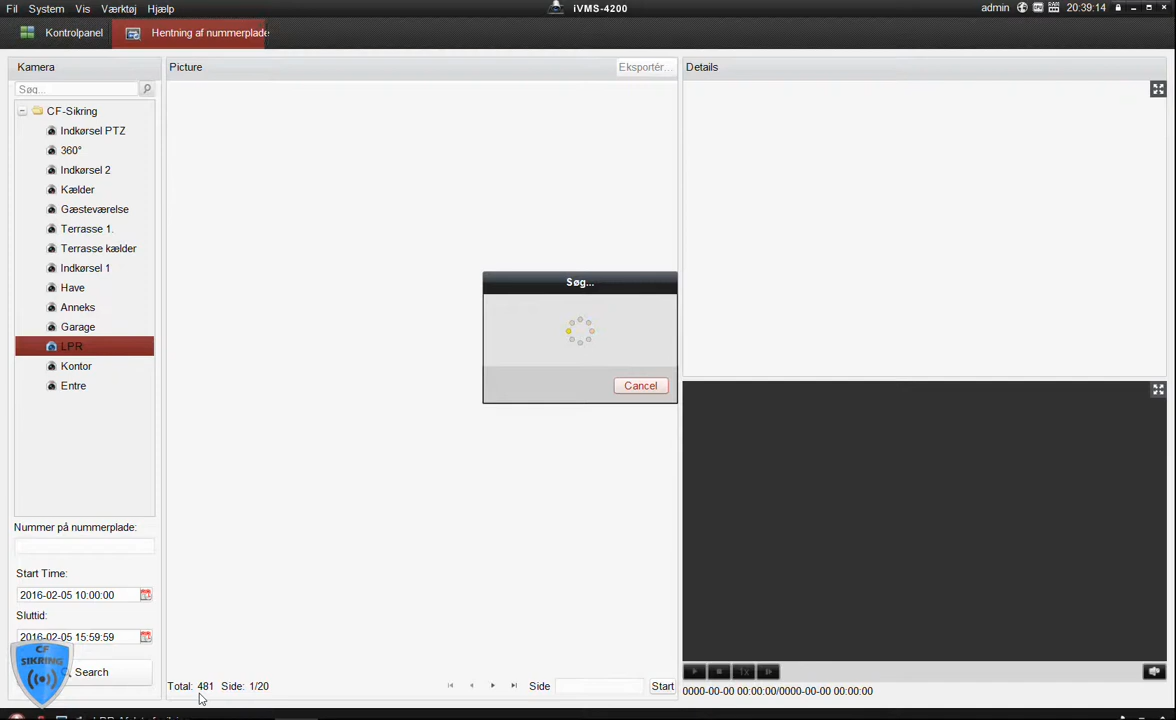 Fil System Vis Værktøj Hjælp
iVMS-4200
admin
20:39:14
Kontrolpanel
Hentning af nummerplade
Kamera
Picture
Eksportér...
Details
Søg...
CF-Sikring
Indkørsel PTZ
360°
Indkørsel 2
Kælder
Gæsteværelse
Terrasse 1.
Terrasse kælder
Indkørsel 1
Have
Anneks
Garage
LPR
Kontor
Entre
Søg...
Cancel
Nummer på nummerplade:
Start Time:
2016-02-05 10:00:00
Sluttid:
2016-02-05 15:59:59
CF
SIKRING
Search
Total: 481 Side: 1/20
Side
Start
1x
0000-00-00 00:00:00/0000-00-00 00:00:00